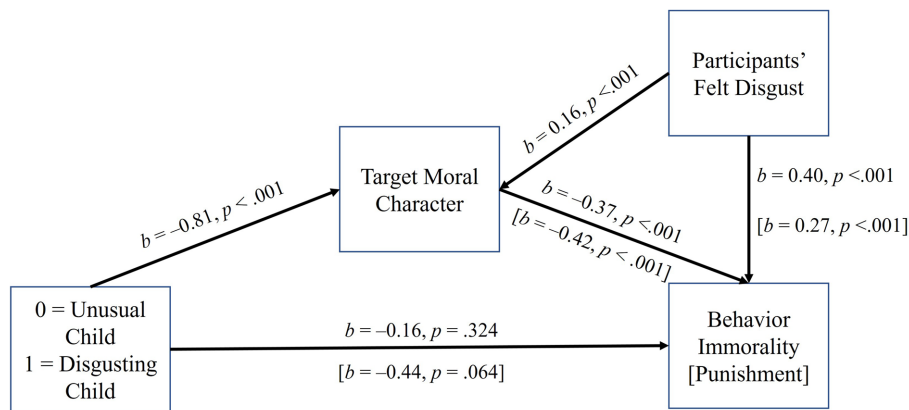 Participants’
Felt Disgust
b = 0.16, p <.001
Target Moral
Character
b = 0.40, p <.001
[b = 0.27, p <.001]
b = –0.81, p < .001
b = –0.37, p <.001
[b = –0.42, p < .001]
0 = Unusual
Child
1 = Disgusting
Child
b = –0.16, p = .324
[b = –0.44, p = .064]
Behavior
Immorality
[Punishment]